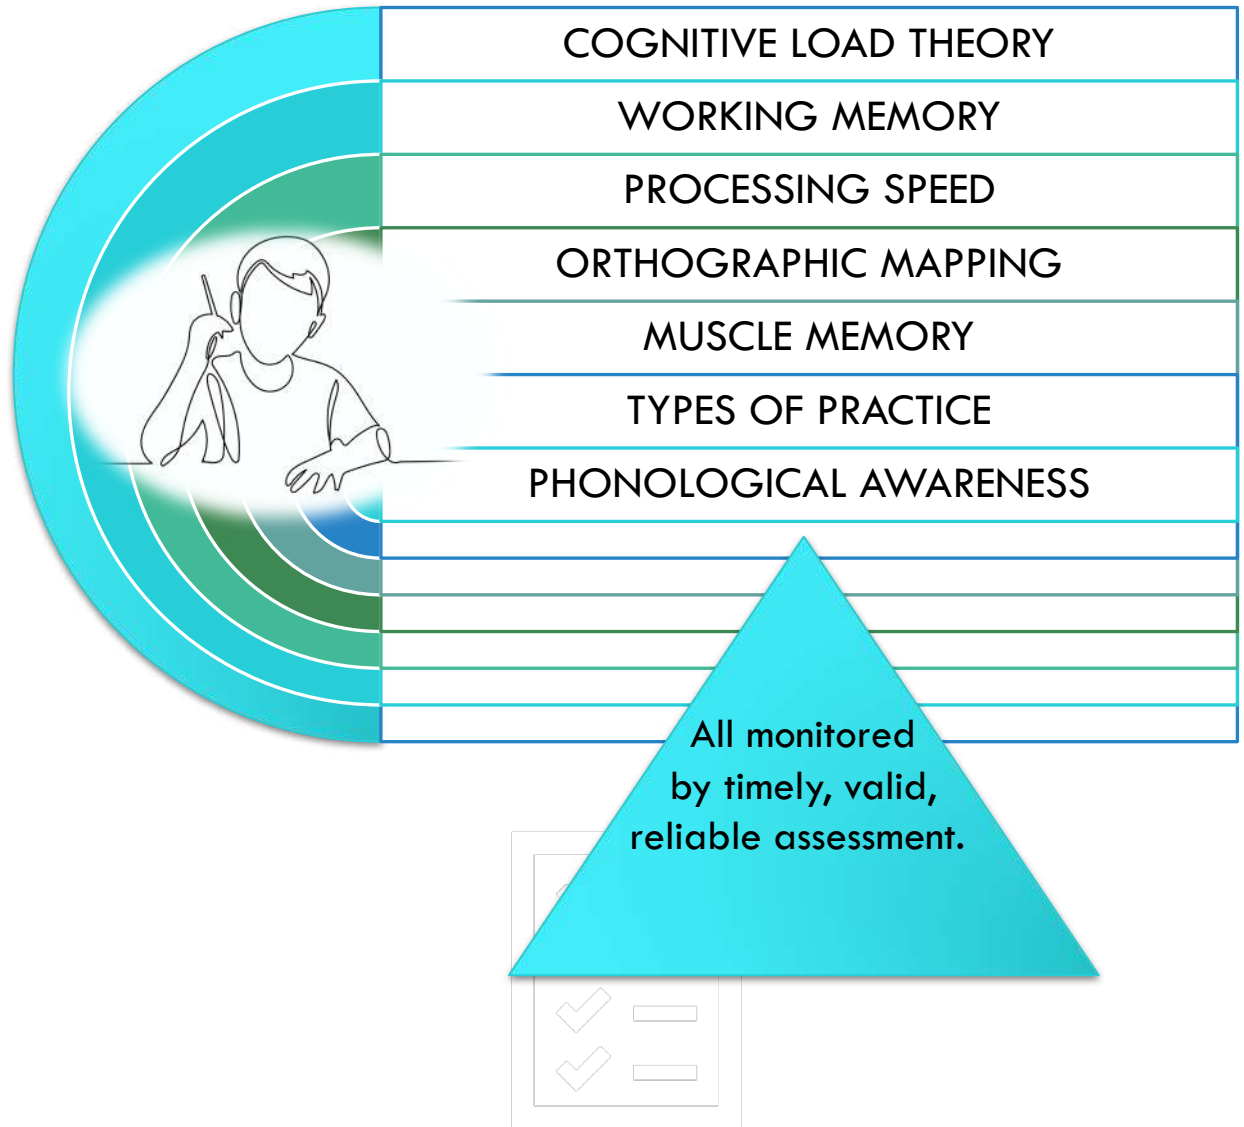 COGNITIVE LOAD THEORY
WORKING MEMORY
PROCESSING SPEED
ORTHOGRAPHIC MAPPING
MUSCLE MEMORY
TYPES OF PRACTICE
PHONOLOGICAL AWARENESS
All monitored
by timely, valid,
reliable assessment.